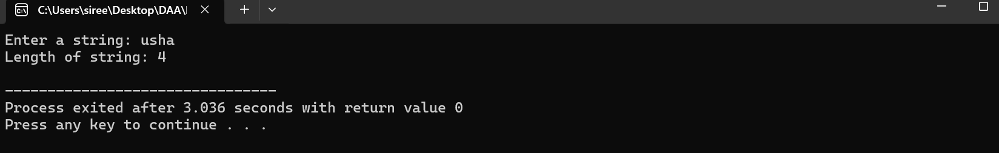 C:\Users\siree\Desktop\DAA\
Enter a string: usha
Length of string: 4
--------------------------------
Process exited after 3.036 seconds with return value 0
Press any key to continue . . .